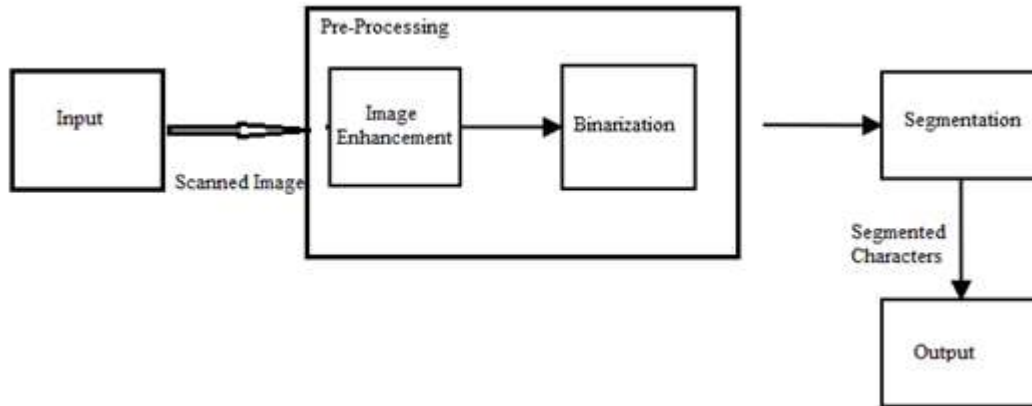 Pre-Processing
Input
Image
Enhancement
Binarization
Segmentation
Scanned Image
Segmented
Characters
Output